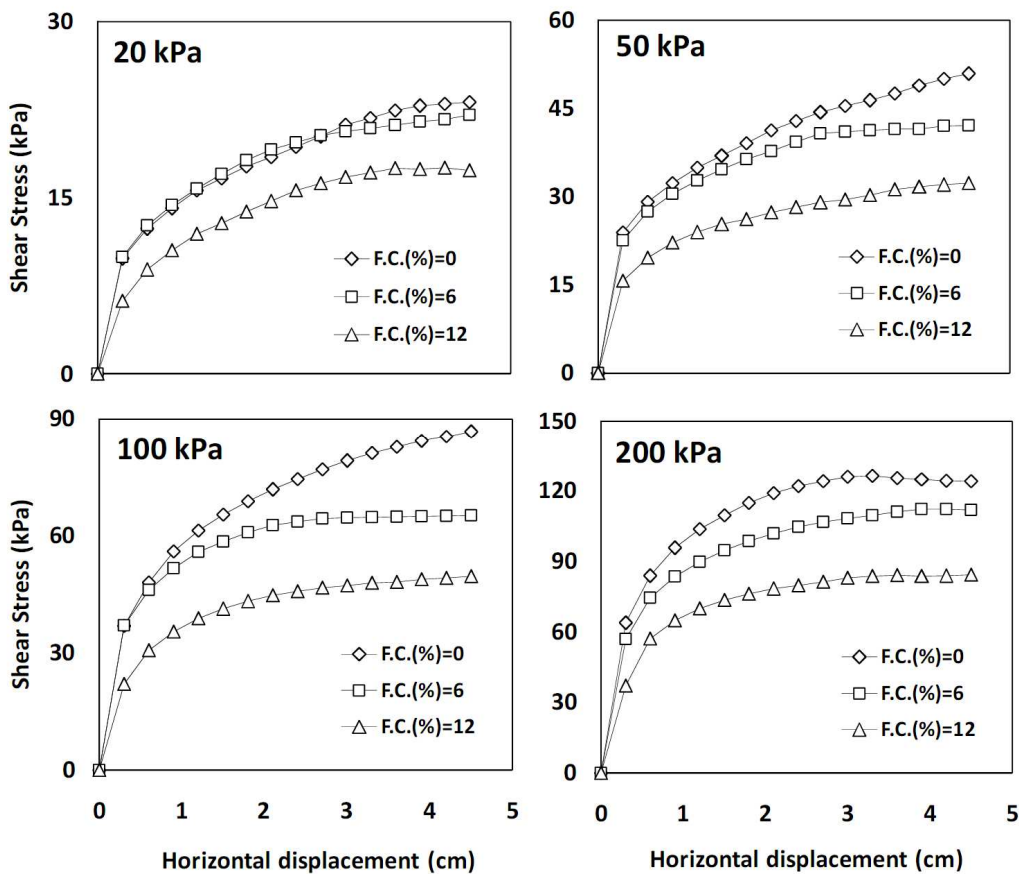 20 kPa
Shear Stress (kPa)
30
15
0
F.C.(%)=0
F.C.(%)=6
F.C.(%)=12
50 kPa
60
45
30
15
0
F.C.(%)=0
F.C.(%)=6
F.C.(%)=12
100 kPa
Shear Stress (kPa)
90
60
30
0
F.C.(%)=0
F.C.(%)=6
F.C.(%)=12
0 1 2 3 4 5
Horizontal displacement (cm)
200 kPa
150
120
90
60
30
0
F.C.(%)=0
F.C.(%)=6
F.C.(%)=12
0 1 2 3 4 5
Horizontal displacement (cm)